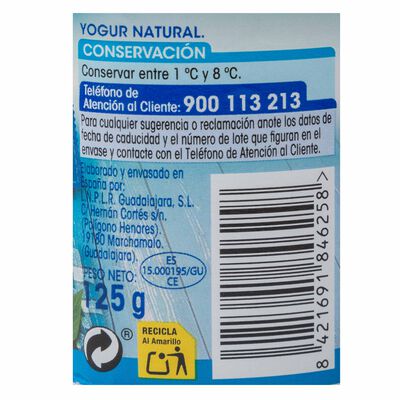 YOGUR NATURAL.
CONSERVACIÓN
Conservar entre 1 ºC y 8 ºC.
Teléfono de
Atención al Cliente: 900 113 213
Para cualquier sugerencia o reclamación anote los datos de
fecha de caducidad y el número de lote que figuran en el
envase y contacte con el Teléfono de Atención al Cliente.
Elaborado y envasado en
España por:
I.N.P.L.R. Guadalajara, S.L.
C/ Hernán Cortés s/n.
(Polígono Henares)
19180 Marchamalo.
(Guadalajara).
PESO NETO:
125 g
ES
15.000195/GU
CE
®
RECICLA
Al Amarillo
8 421691 846258 >